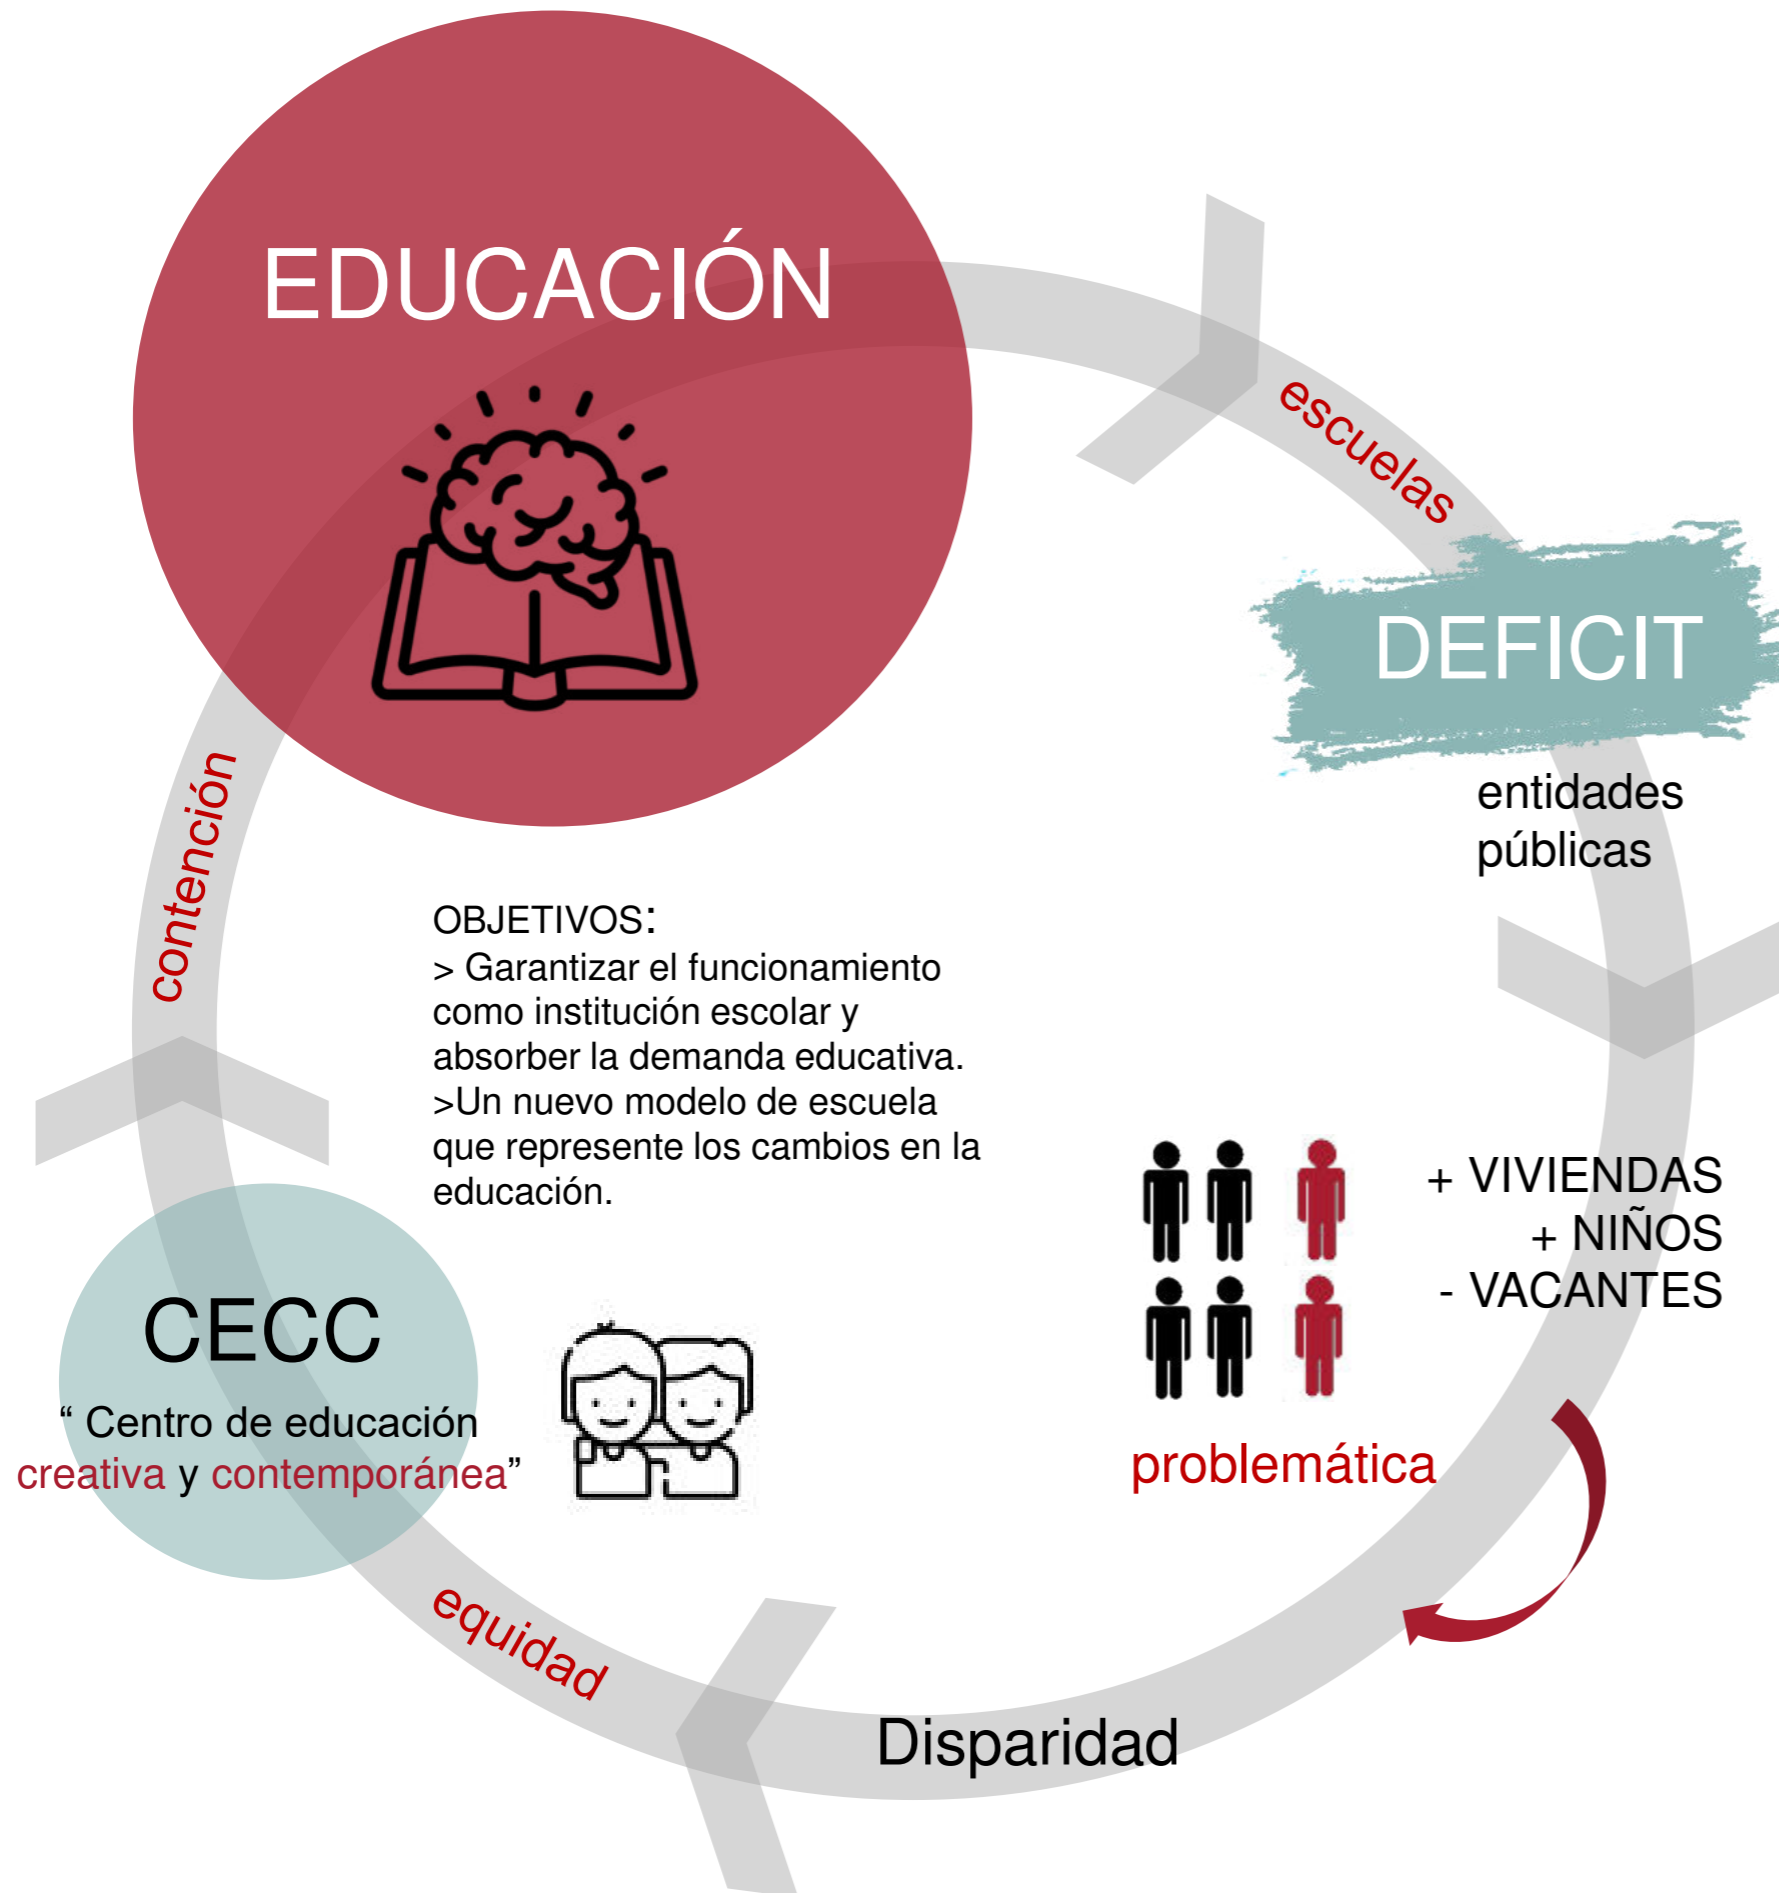 EDUCACIÓN
escuelas
DEFICIT
entidades
públicas
contención
OBJETIVOS:
> Garantizar el funcionamiento
como institución escolar y
absorber la demanda educativa.
>Un nuevo modelo de escuela
que represente los cambios en la
educación.
+ VIVIENDAS
+ NIÑOS
- VACANTES
problemática
CECC
“ Centro de educación
creativa y contemporánea”
equidad
Disparidad